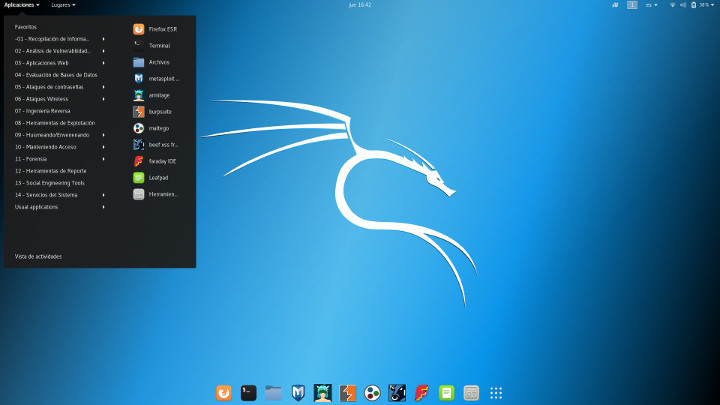 Aplicaciones Lugares jue 16:42 1 es 38%
Favoritos
-01 - Recopilación de Informa...
02 - Análisis de Vulnerabilidad...
03 - Aplicaciones Web
04 - Evaluación de Bases de Datos
05 - Ataques de contraseñas
06 - Ataques Wireless
07 - Ingeniería Reversa
08 - Herramientas de Explotación
09 - Husmeando/Envenenando
10 - Manteniendo Acceso
11 - Forensia
12 - Herramientas de Reporte
13 - Social Engineering Tools
14 - Servicios del Sistema
Usual applications
Vista de actividades
Firefox ESR
Terminal
Archivos
metasploit ...
armitage
burpsuite
maltego
beef xss fr...
faraday IDE
Leafpad
Herramien...